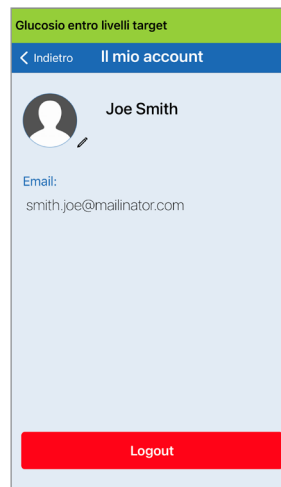 Glucosio entro livelli target
Indietro Il mio account
Joe Smith
Email:
smith.joe@mailinator.com
Logout